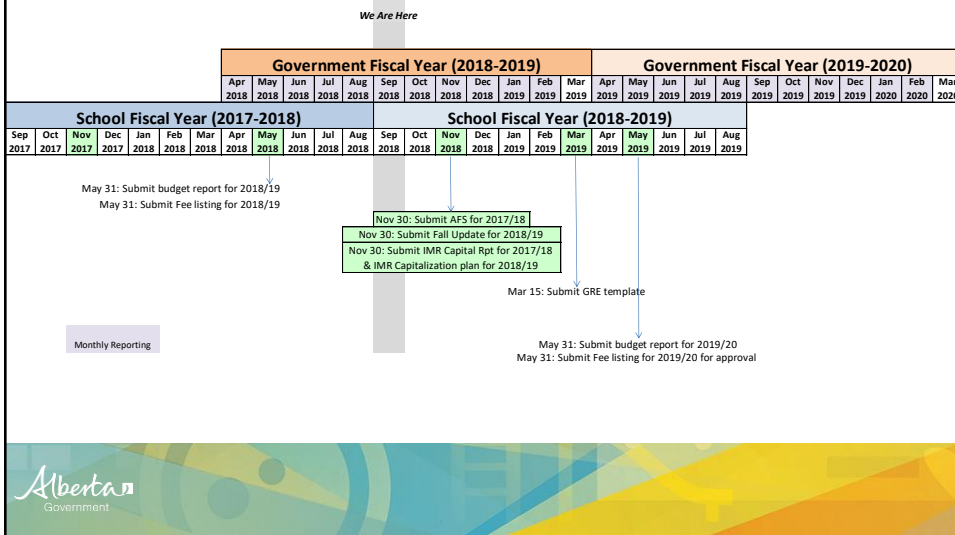 We Are Here
Government Fiscal Year (2018-2019) Government Fiscal Year (2019-2020)
Apr May Jun Jul Aug Sep Oct Nov Dec Jan Feb Mar Apr May Jun Jul Aug Sep Oct Nov Dec Jan Feb Mar
2018 2018 2018 2018 2018 2018 2018 2018 2018 2019 2019 2019 2019 2019 2019 2019 2019 2019 2019 2019 2019 2020 2020 2020
School Fiscal Year (2017-2018) School Fiscal Year (2018-2019)
Sep Oct Nov Dec Jan Feb Mar Apr May Jun Jul Aug Sep Oct Nov Dec Jan Feb Mar Apr May Jun Jul Aug
2017 2017 2017 2017 2018 2018 2018 2018 2018 2018 2018 2018 2018 2018 2018 2018 2019 2019 2019 2019 2019 2019 2019 2019
May 31: Submit budget report for 2018/19
May 31: Submit Fee listing for 2018/19
Nov 30: Submit AFS for 2017/18
Nov 30: Submit Fall Update for 2018/19
Nov 30: Submit IMR Capital Rpt for 2017/18
& IMR Capitalization plan for 2018/19
Mar 15: Submit GRE template
Monthly Reporting
May 31: Submit budget report for 2019/20
May 31: Submit Fee listing for 2019/20 for approval
Alberta
Government